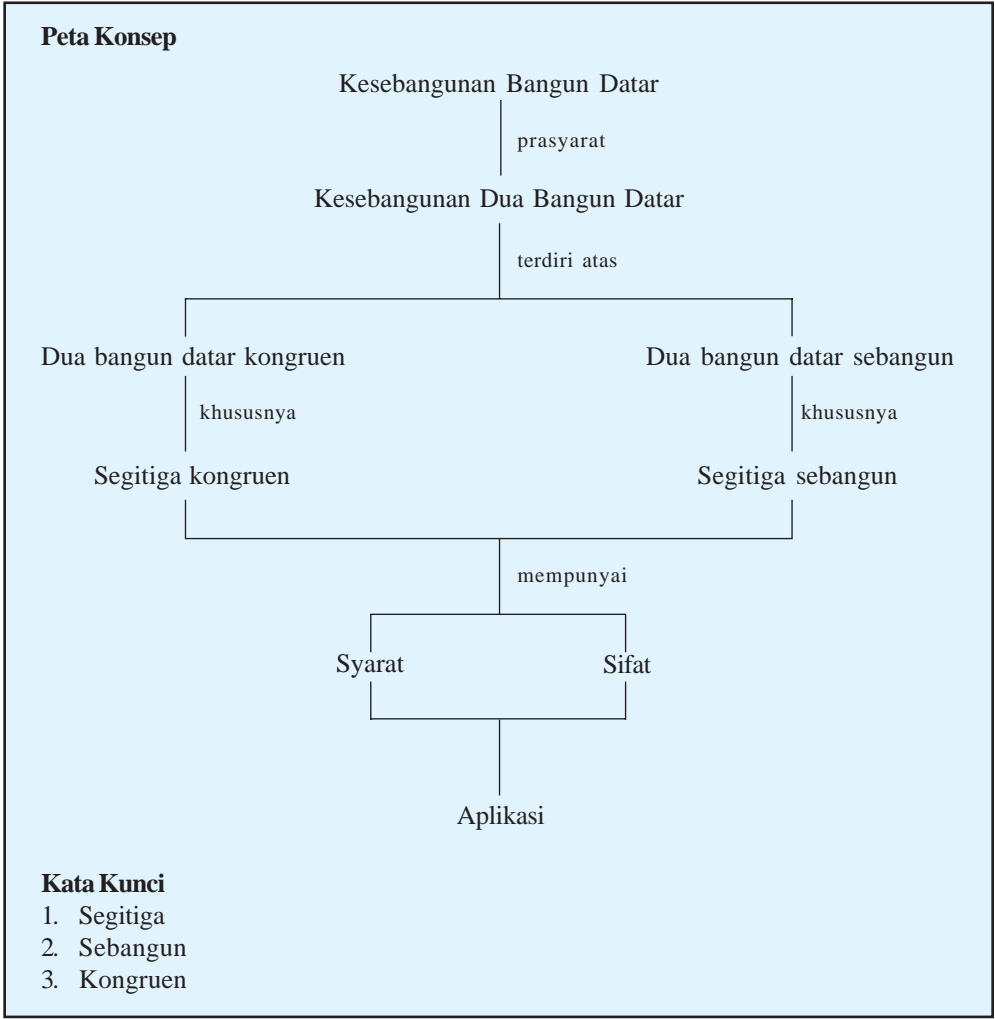 Peta Konsep
Kesebangunan Bangun Datar
prasyarat
Kesebangunan Dua Bangun Datar
terdiri atas
Dua bangun datar kongruen
Dua bangun datar sebangun
khususnya
khususnya
Segitiga kongruen
Segitiga sebangun
mempunyai
Syarat
Sifat
Aplikasi
Kata Kunci
1. Segitiga
2. Sebangun
3. Kongruen